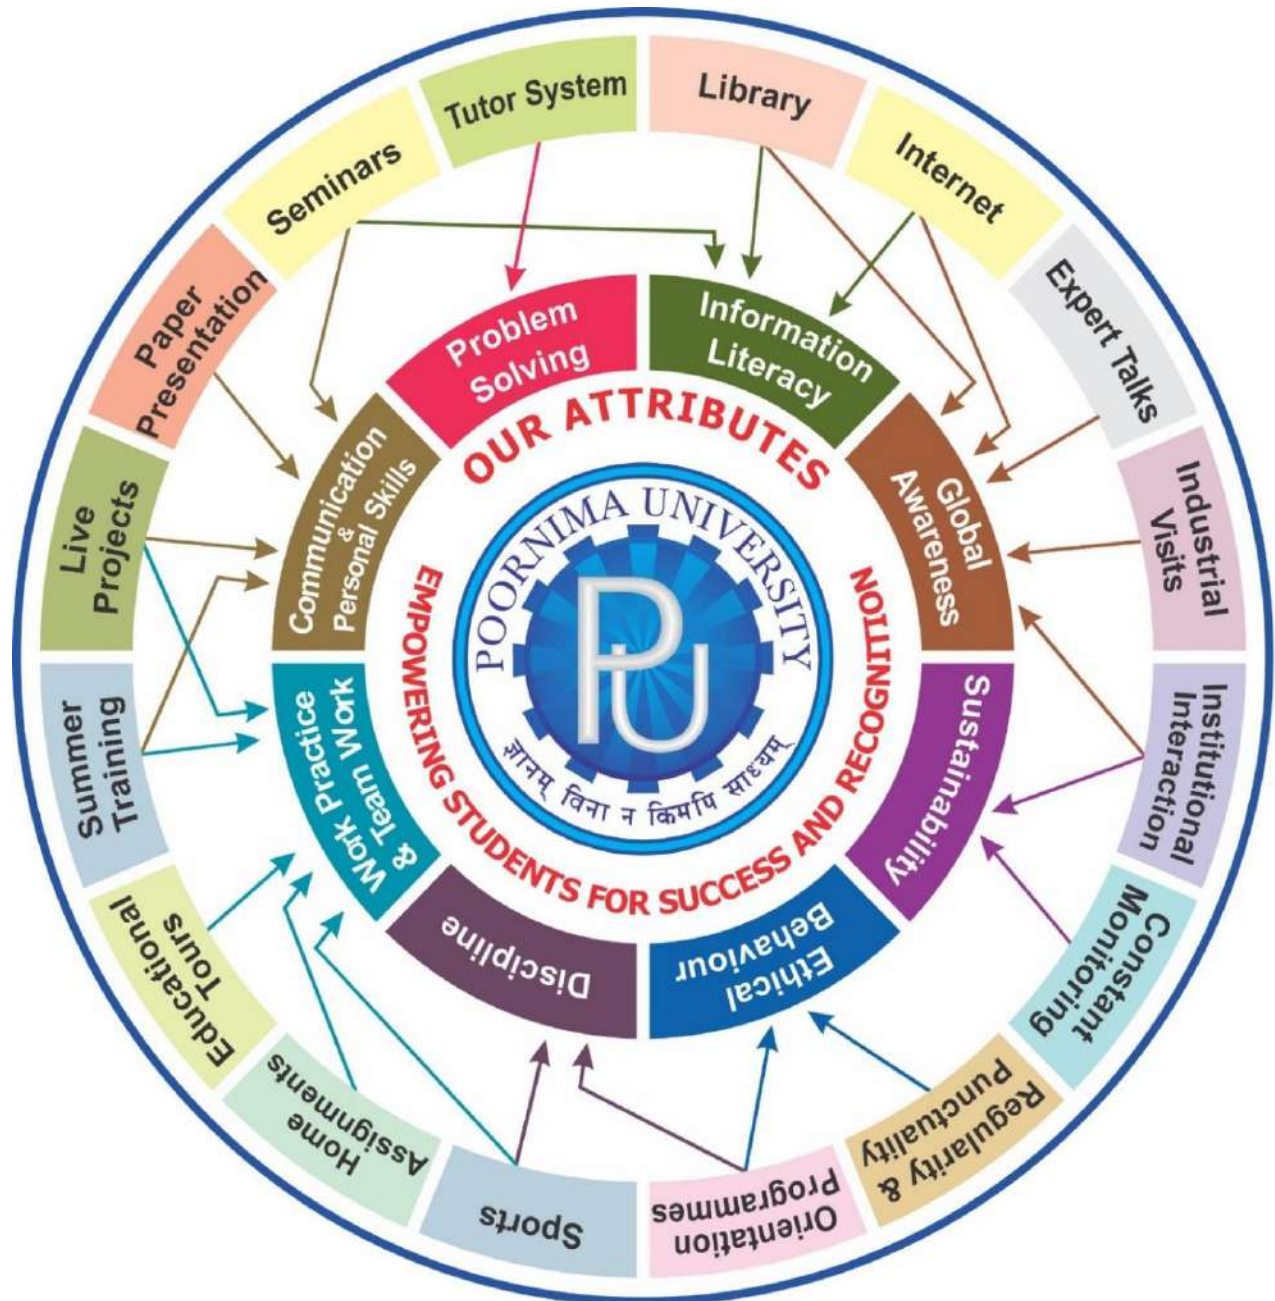 Tutor System
Library
Internet
Expert Talks
Industrial
Visits
Institutional
Interaction
Constant
Monitoring
Regularity &
Punctuality
Orientation
Programmes
Sports
Home
Assignments
Educational
Tours
Summer
Training
Live
Projects
Paper
Presentation
Seminars
Problem
Solving
Information
Literacy
Global
Awareness
Sustainability
Ethical
Behaviour
Discipline
Work Practice
& Team Work
Communication
&
Personal Skills
OUR ATTRIBUTES
EMPOWERING STUDENTS FOR SUCCESS AND RECOGNITION
POORNIMA UNIVERSITY
PU
ज्ञानम् विना न किमपि साध्यम्